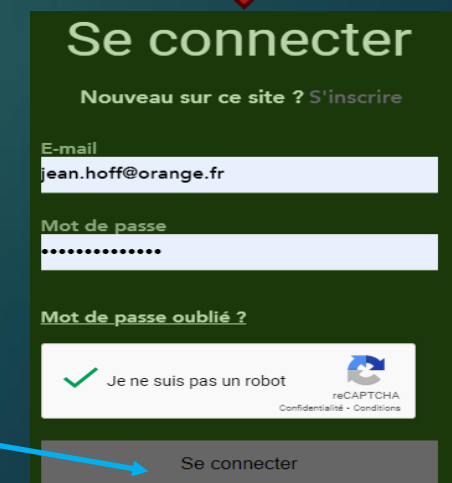 Se connecter
Nouveau sur ce site ? S'inscrire
E-mail
jean.hoff@orange.fr
Mot de passe
••••••••••••••
Mot de passe oublié ?
Je ne suis pas un robot
reCAPTCHA
Confidentialité - Conditions
Se connecter